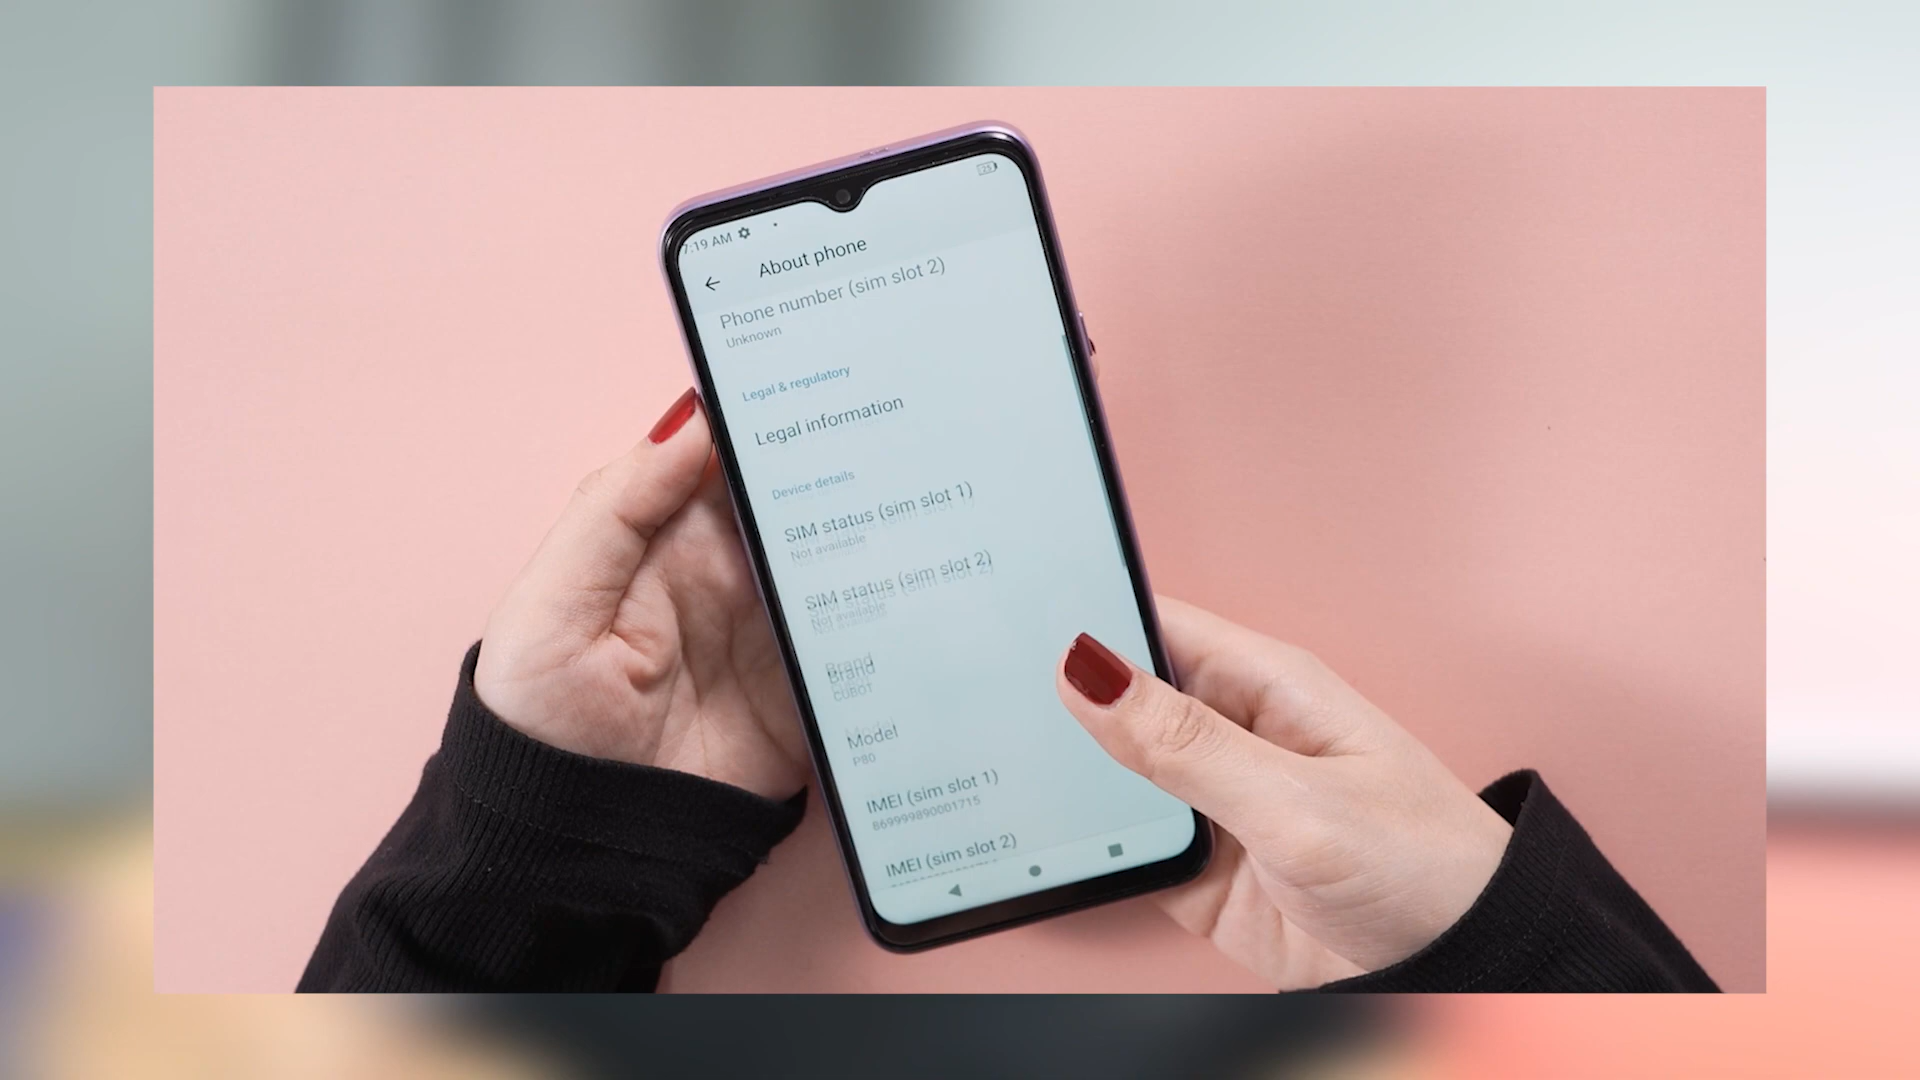 7:19 AM
35
About phone
Phone number (sim slot 2)
Unknown
Legal & regulatory
Legal information
Device details
SIM status (sim slot 1)
Not available
SIM status (sim slot 2)
Not available
Brand
CUBOT
Model
P80
IMEI (sim slot 1)
869999890001715
IMEI (sim slot 2)